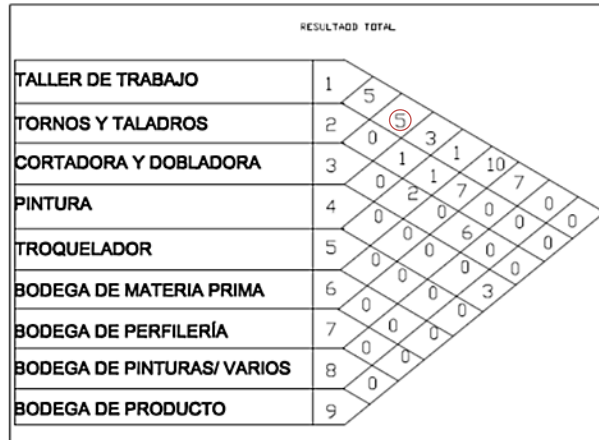 RESULTADO TOTAL
TALLER DE TRABAJO 1
5
5
TORNOS Y TALADROS 2
0 3
1 1
CORTADORA Y DOBLADORA 3
10
0 1 7
2 7 0
PINTURA 4
0 0 0 0
0 6 0 0
TROQUELADOR 5
0 0 0
0 0 0
BODEGA DE MATERIA PRIMA 6
0 0 3
0 0
BODEGA DE PERFILERÍA 7
0 0
BODEGA DE PINTURAS/ VARIOS 8
0
0
BODEGA DE PRODUCTO 9